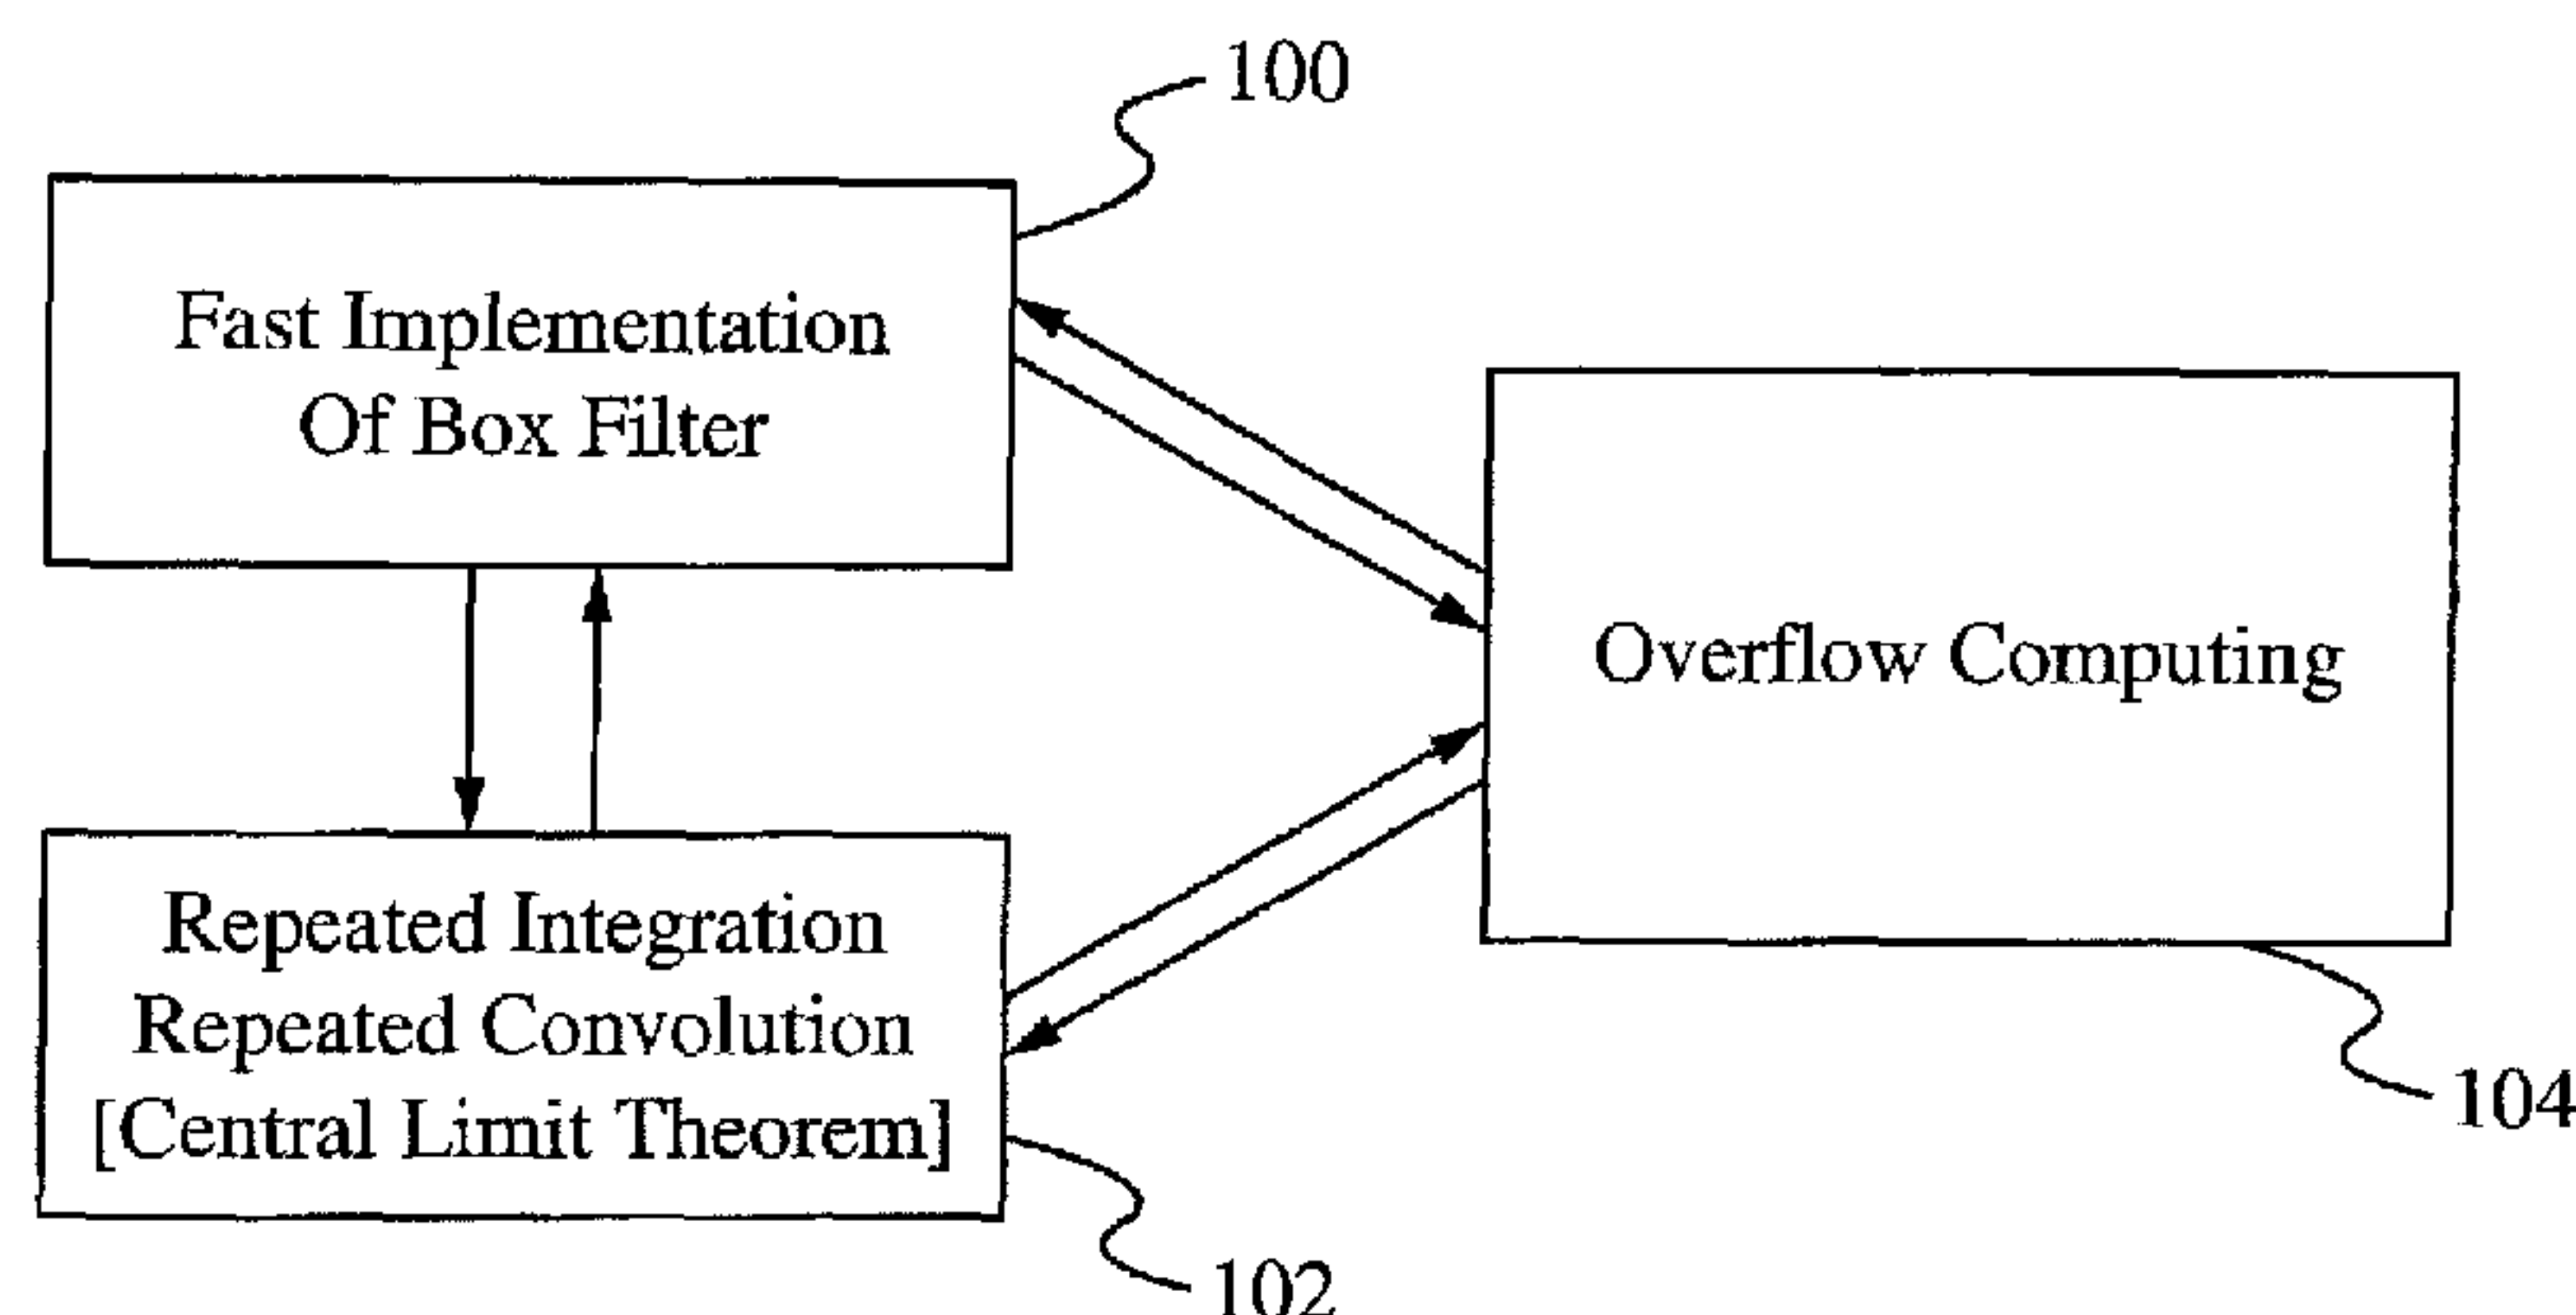 100
Fast Implementation
Of Box Filter
Overflow Computing
Repeated Integration
Repeated Convolution
[Central Limit Theorem]
104
102